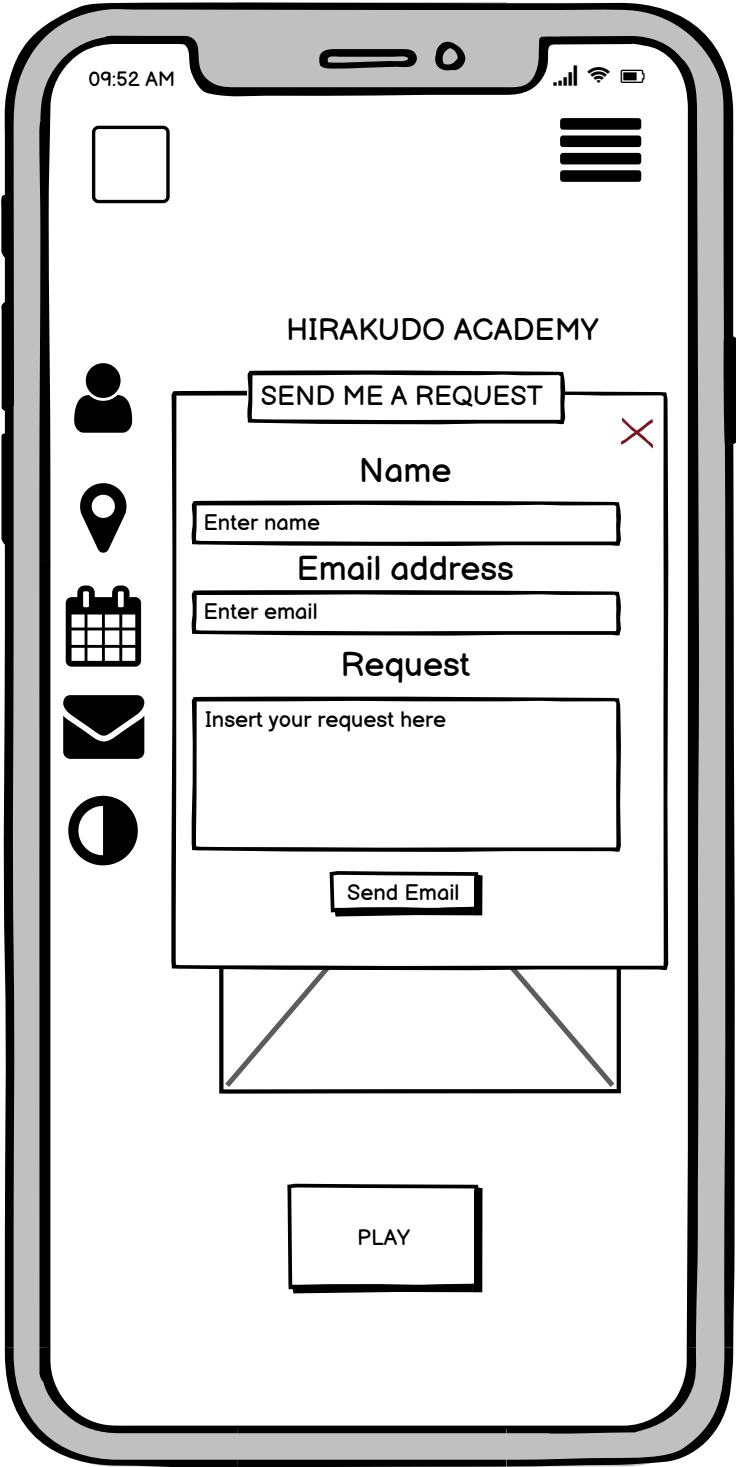 09:52 AM
HIRAKUDO ACADEMY
SEND ME A REQUEST
Name
Enter name
Email address
Enter email
Request
Insert your request here
Send Email
PLAY